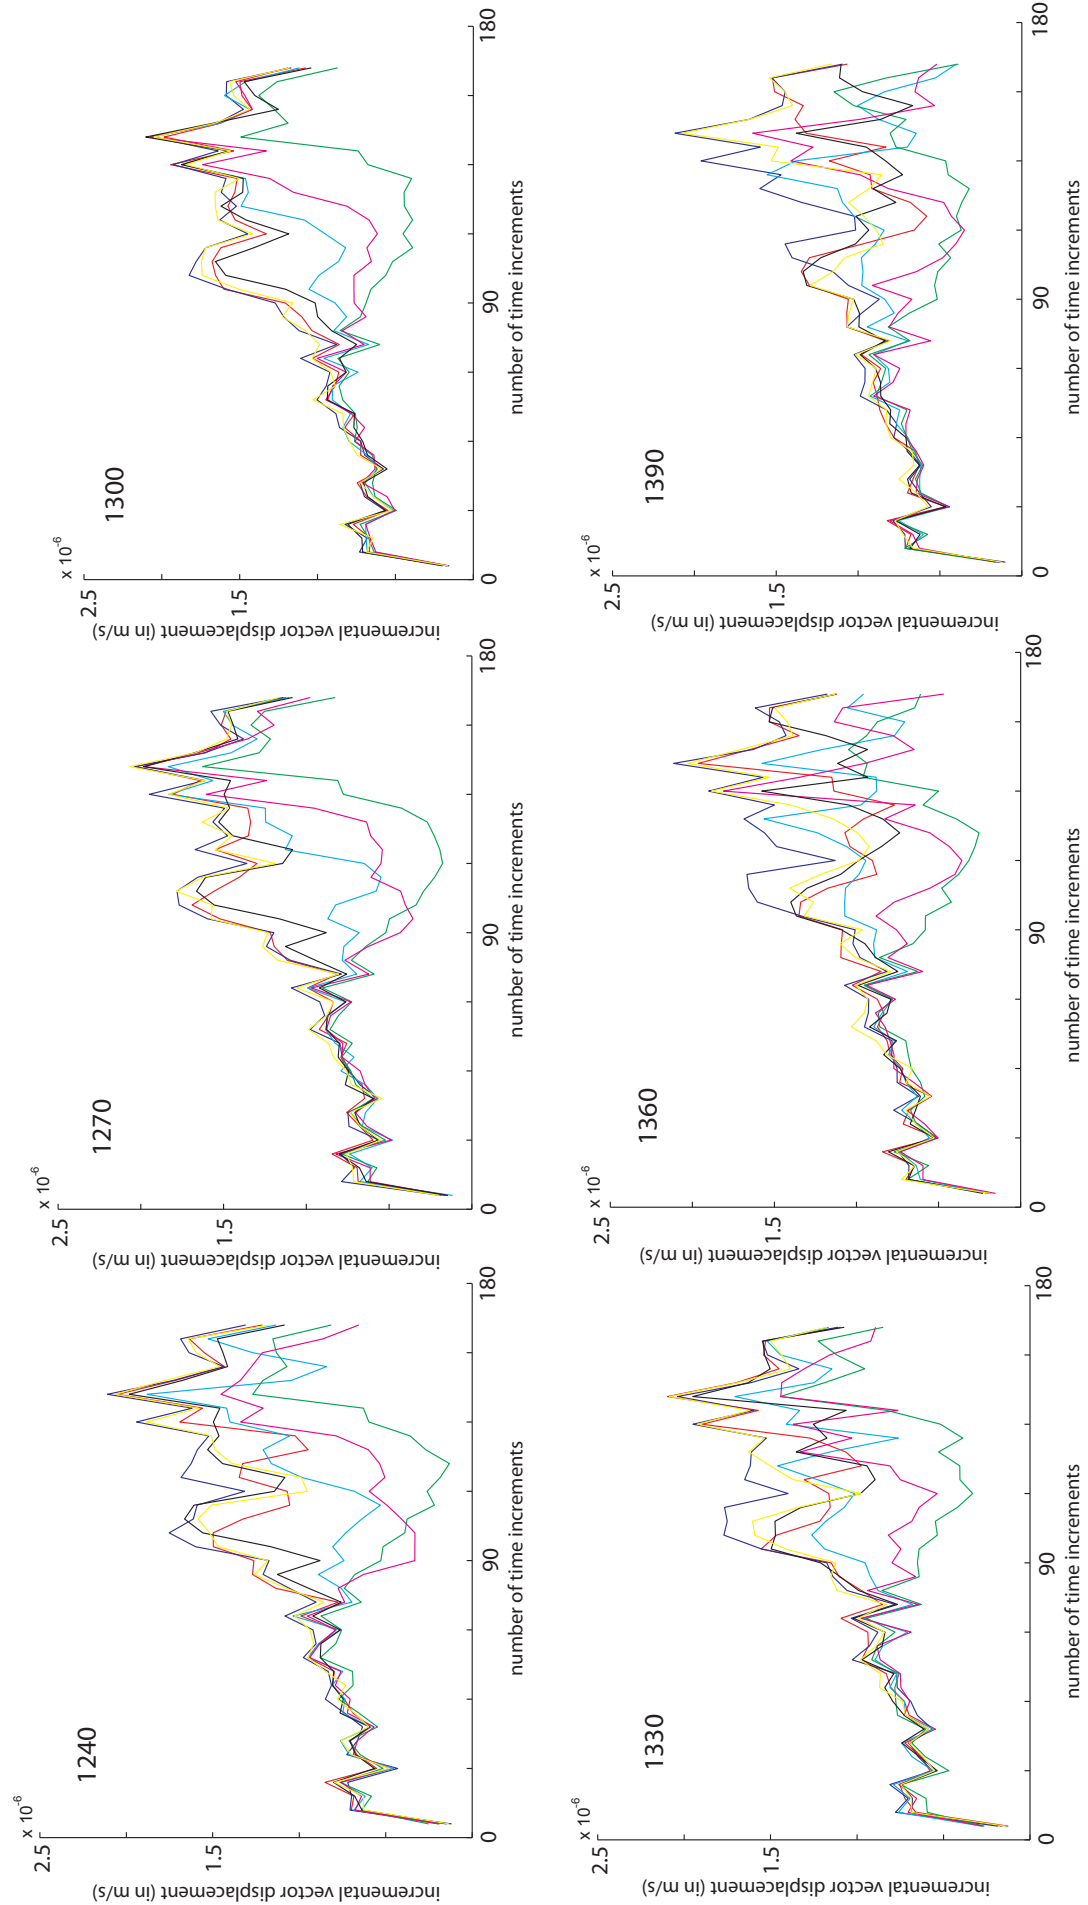 1240
x 10⁻⁶
2.5
1.5
incremental vector displacement (in m/s)
0
90
180
number of time increments
1270
x 10⁻⁶
2.5
1.5
incremental vector displacement (in m/s)
0
90
180
number of time increments
1300
x 10⁻⁶
2.5
1.5
incremental vector displacement (in m/s)
0
90
180
number of time increments
1330
x 10⁻⁶
2.5
1.5
incremental vector displacement (in m/s)
0
90
180
number of time increments
1360
x 10⁻⁶
2.5
1.5
incremental vector displacement (in m/s)
0
90
180
number of time increments
1390
x 10⁻⁶
2.5
1.5
incremental vector displacement (in m/s)
0
90
180
number of time increments